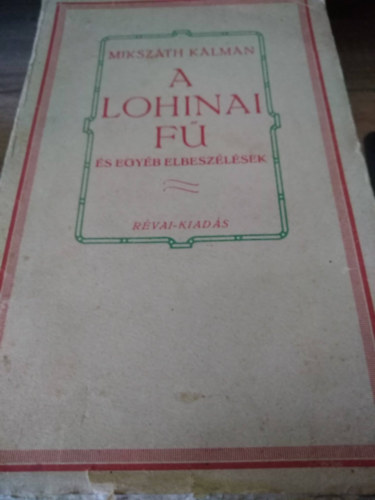 MIKSZÁTH KÁLMÁN
A
LOHINAI
FŰ
ÉS EGYÉB ELBESZÉLÉSEK
RÉVAI-KIADÁS